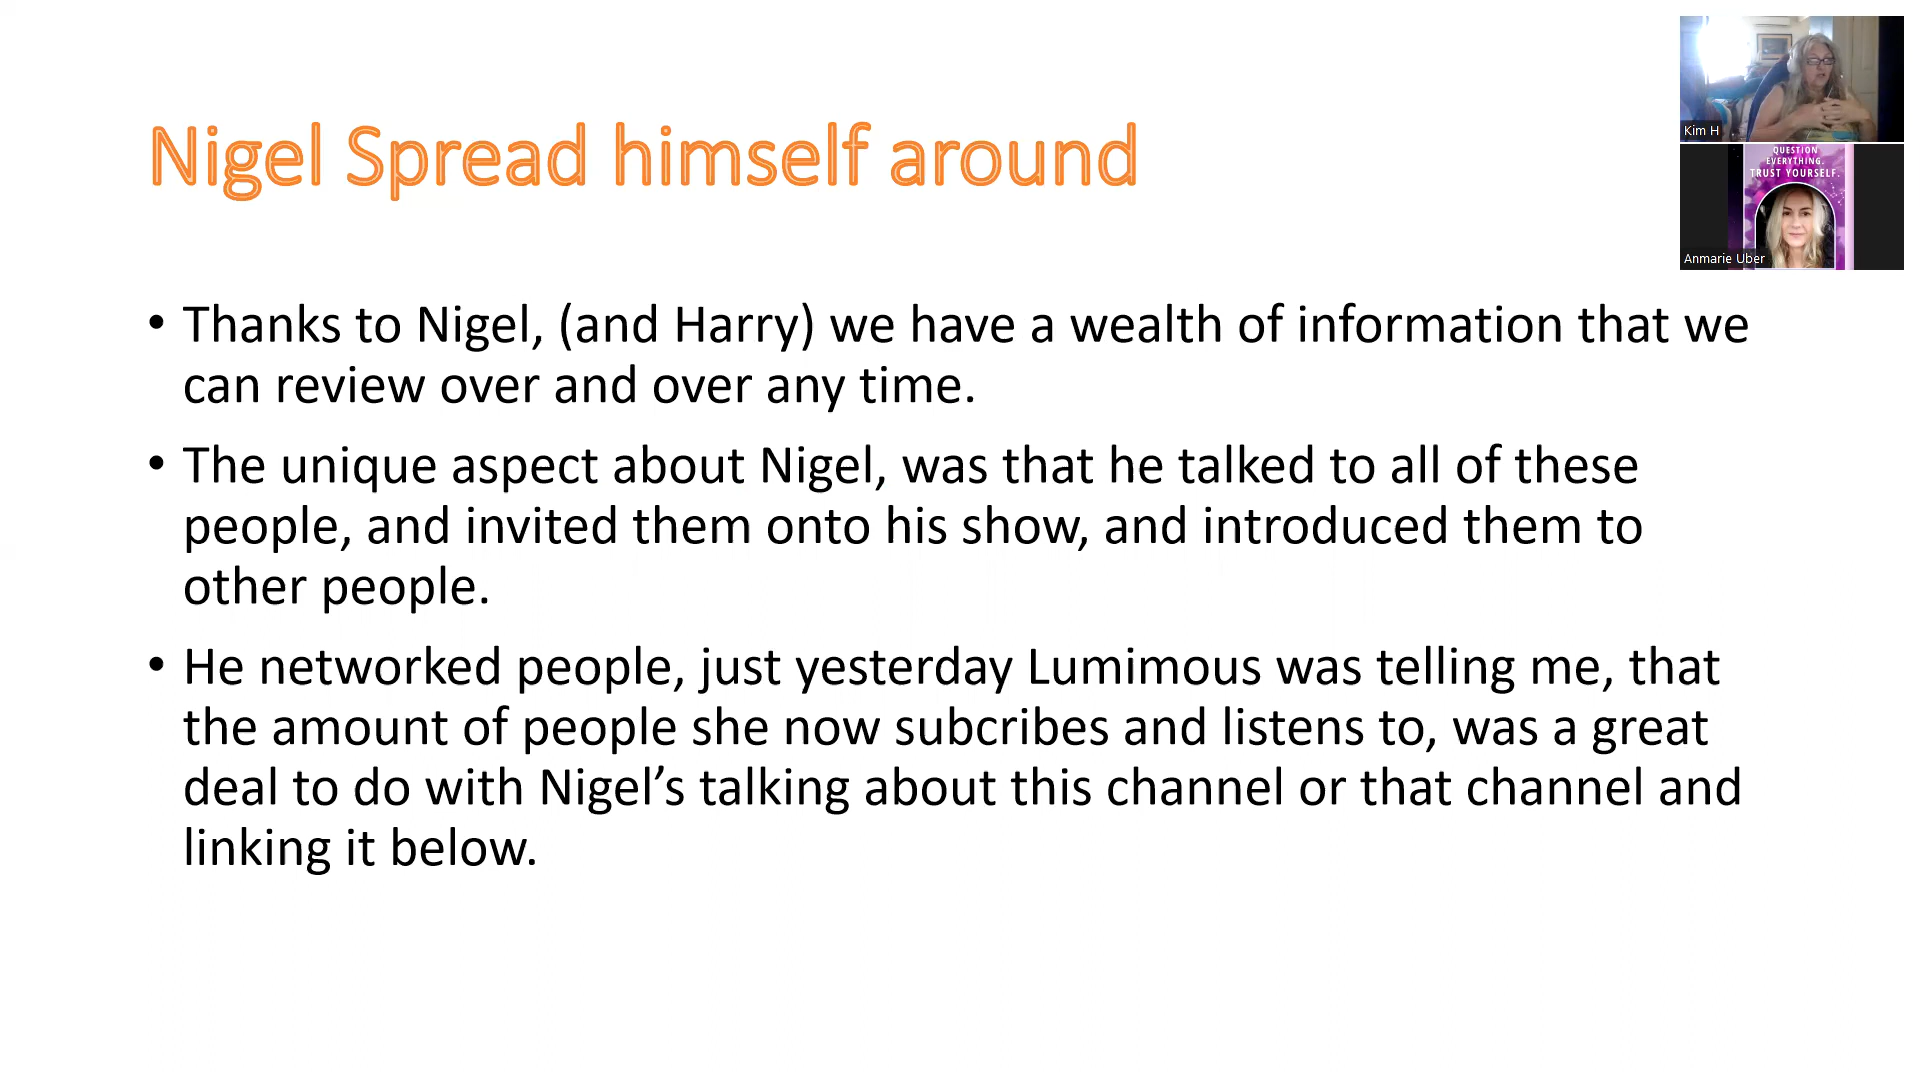 Nigel Spread himself around
• Thanks to Nigel, (and Harry) we have a wealth of information that we
can review over and over any time.
• The unique aspect about Nigel, was that he talked to all of these
people, and invited them onto his show, and introduced them to
other people.
• He networked people, just yesterday Lumimous was telling me, that
the amount of people she now subcribes and listens to, was a great
deal to do with Nigel’s talking about this channel or that channel and
linking it below.
Kim H
QUESTION
EVERYTHING.
TRUST YOURSELF.
Anmarie Uber